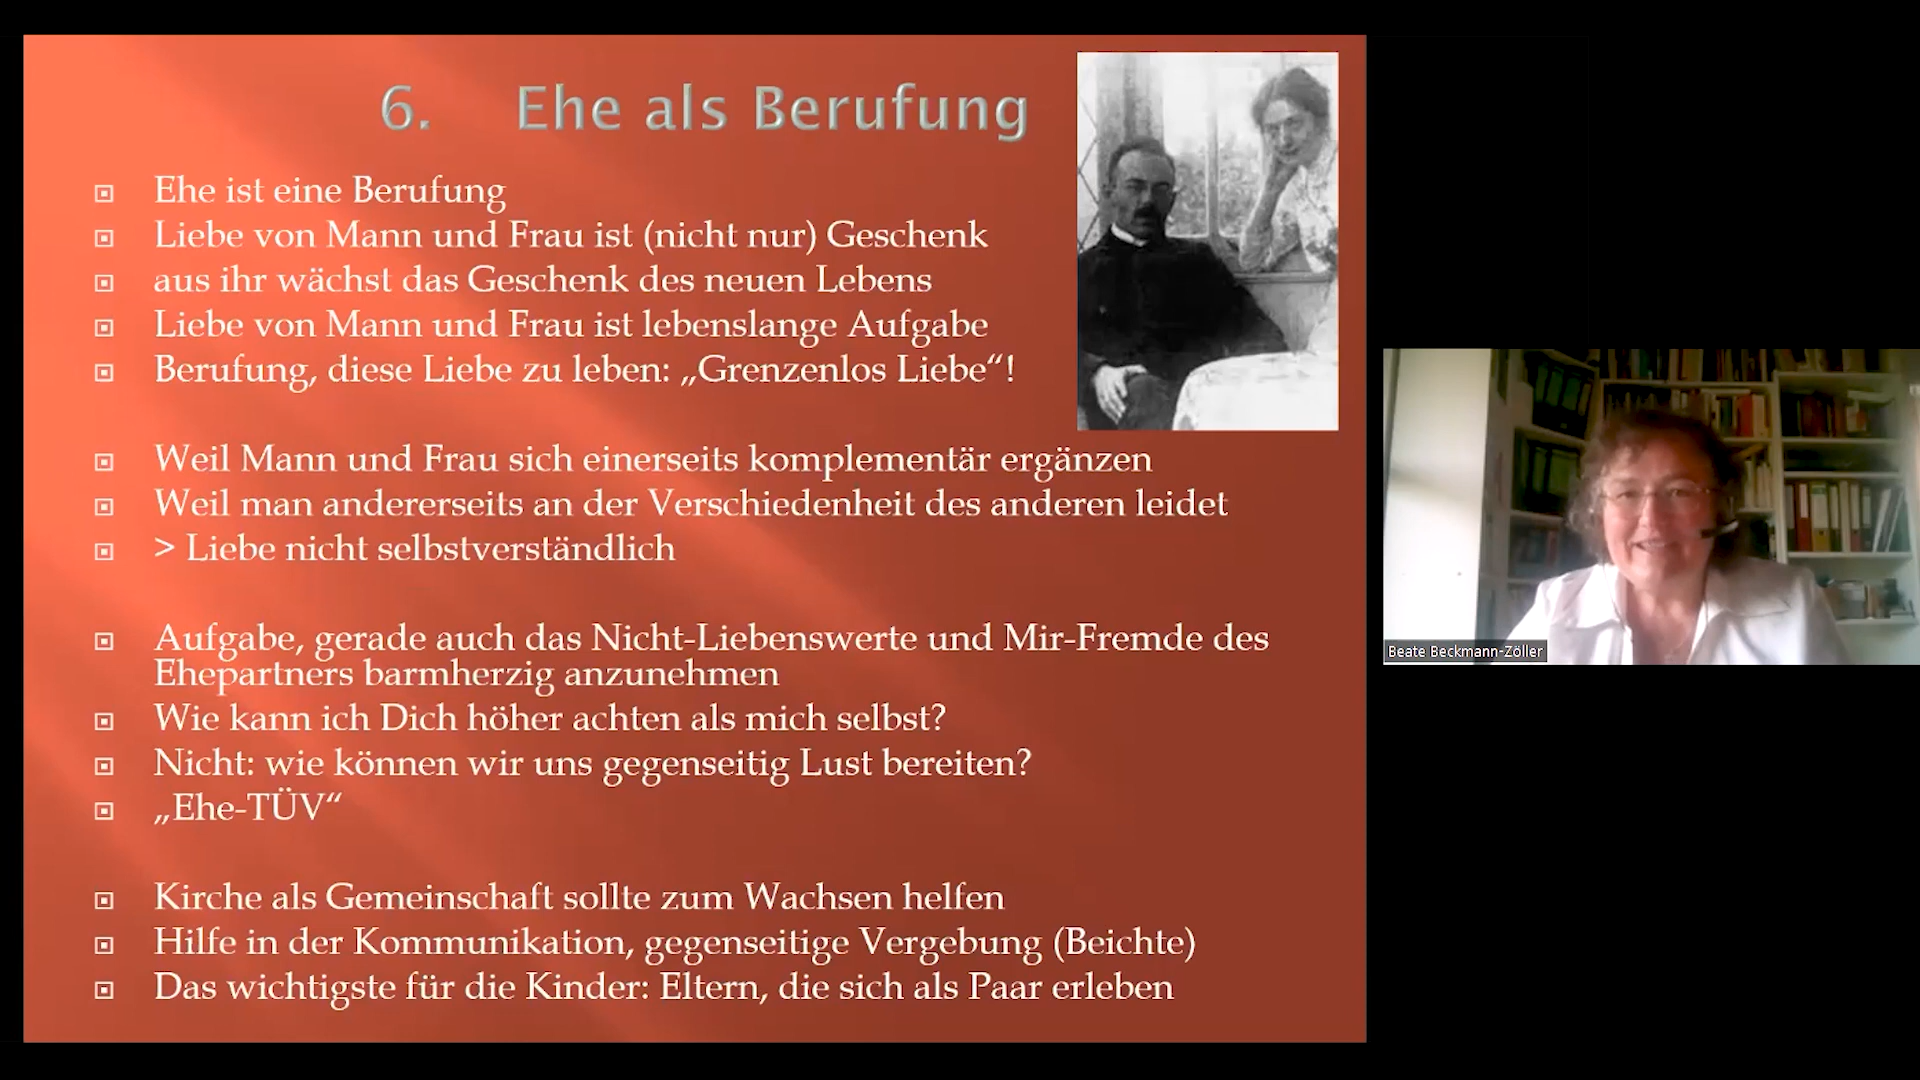 6. Ehe als Berufung
Ehe ist eine Berufung
Liebe von Mann und Frau ist (nicht nur) Geschenk
aus ihr wächst das Geschenk des neuen Lebens
Liebe von Mann und Frau ist lebenslange Aufgabe
Berufung, diese Liebe zu leben: „Grenzenlos Liebe“!
Weil Mann und Frau sich einerseits komplementär ergänzen
Weil man andererseits an der Verschiedenheit des anderen leidet
> Liebe nicht selbstverständlich
Aufgabe, gerade auch das Nicht-Liebenswerte und Mir-Fremde des
Ehepartners barmherzig anzunehmen
Wie kann ich Dich höher achten als mich selbst?
Nicht: wie können wir uns gegenseitig Lust bereiten?
„Ehe-TÜV“
Kirche als Gemeinschaft sollte zum Wachsen helfen
Hilfe in der Kommunikation, gegenseitige Vergebung (Beichte)
Das wichtigste für die Kinder: Eltern, die sich als Paar erleben
Beate Beckmann-Zöller